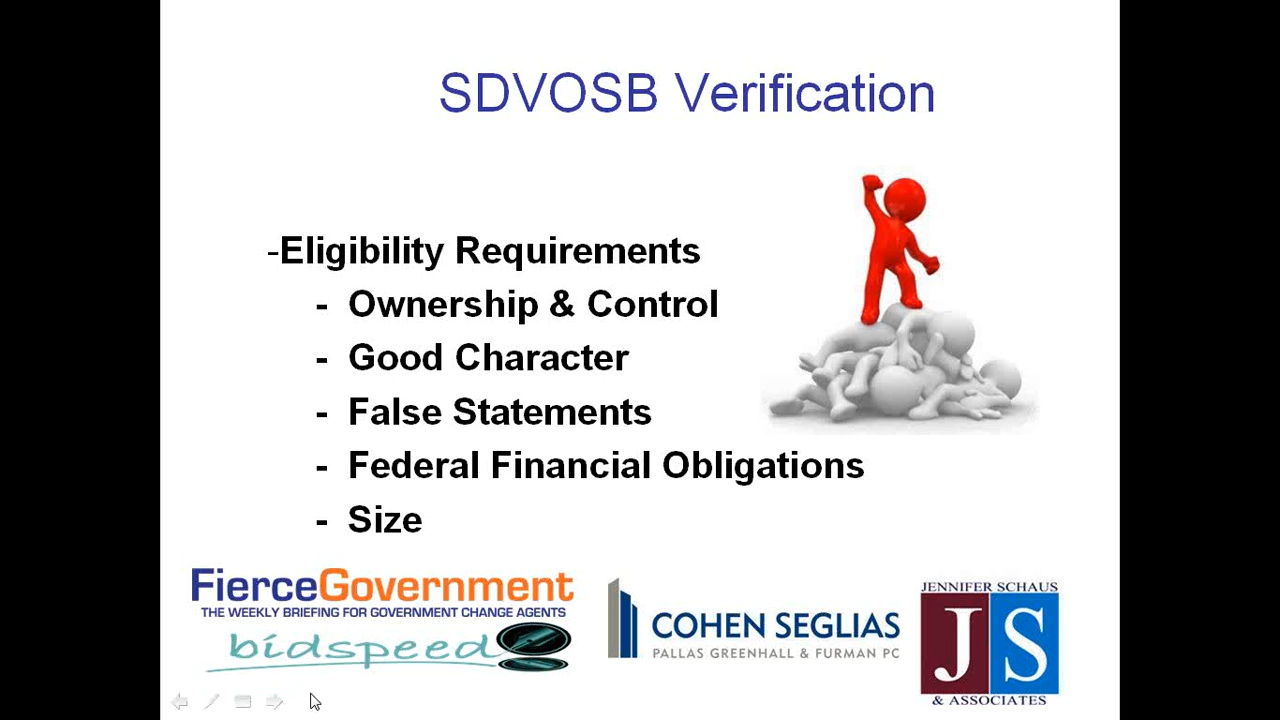 SDVOSB Verification
-Eligibility Requirements
- Ownership & Control
- Good Character
- False Statements
- Federal Financial Obligations
- Size
FierceGovernment
THE WEEKLY BRIEFING FOR GOVERNMENT CHANGE AGENTS
bidspeed
COHEN SEGLIAS
PALLAS GREENHALL & FURMAN PC
JENNIFER SCHAUS
JS
& ASSOCIATES